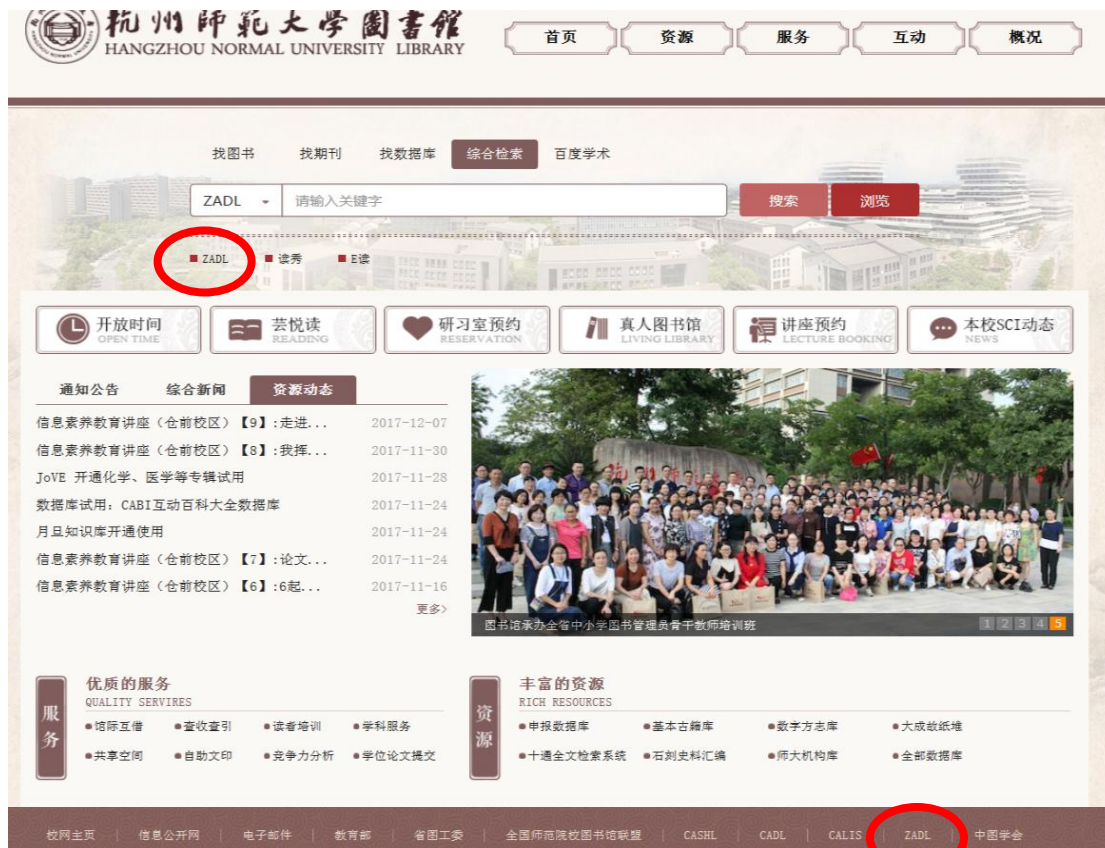 杭州师范大学图书馆
HANGZHOU NORMAL UNIVERSITY LIBRARY
首页 资源 服务 互动 概况
找图书 找期刊 找数据库 综合检索 百度学术
ZADL 请输入关键字 搜索 浏览
ZADL 读秀 E读
开放时间 芸悦读 研习室预约 真人图书馆 讲座预约 本校SCI动态
OPEN TIME READING RESERVATION LIVING LIBRARY LECTURE BOOKING NEWS
通知公告 综合新闻 资源动态
信息素养教育讲座（仓前校区）【9】:走进... 2017-12-07
信息素养教育讲座（仓前校区）【8】:我挥... 2017-11-30
JoVE 开通化学、医学等专辑试用 2017-11-28
数据库试用：CABI互动百科大全数据库 2017-11-24
月旦知识库开通使用 2017-11-24
信息素养教育讲座（仓前校区）【7】:论文... 2017-11-24
信息素养教育讲座（仓前校区）【6】:6起... 2017-11-16
更多>
图书馆承办全省中小学图书管理员骨干教师培训班 1 2 3 4 5
服务
优质的服务
QUALITY SERVIRES
馆际互借 查收查引 读者培训 学科服务
共享空间 自助文印 竞争力分析 学位论文提交
资源
丰富的资源
RICH RESOURCES
申报数据库 基本古籍库 数字方志库 大成故纸堆
十通全文检索系统 石刻史料汇编 师大机构库 全部数据库
校网主页 | 信息公开网 | 电子邮件 | 教育部 | 省图工委 | 全国师范院校图书馆联盟 | CASHL | CADL | CALIS | ZADL | 中图学会